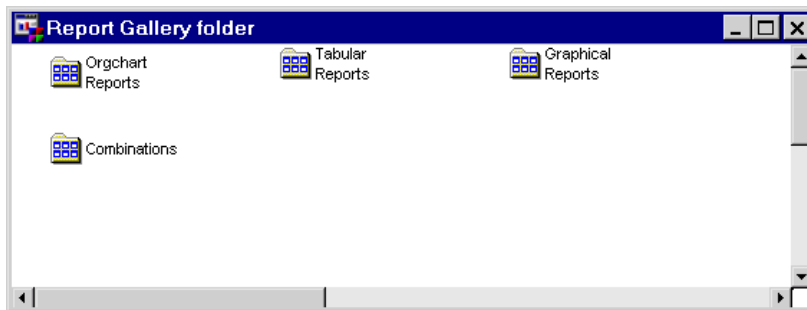 Report Gallery folder
Orgchart
Reports
Tabular
Reports
Graphical
Reports
Combinations